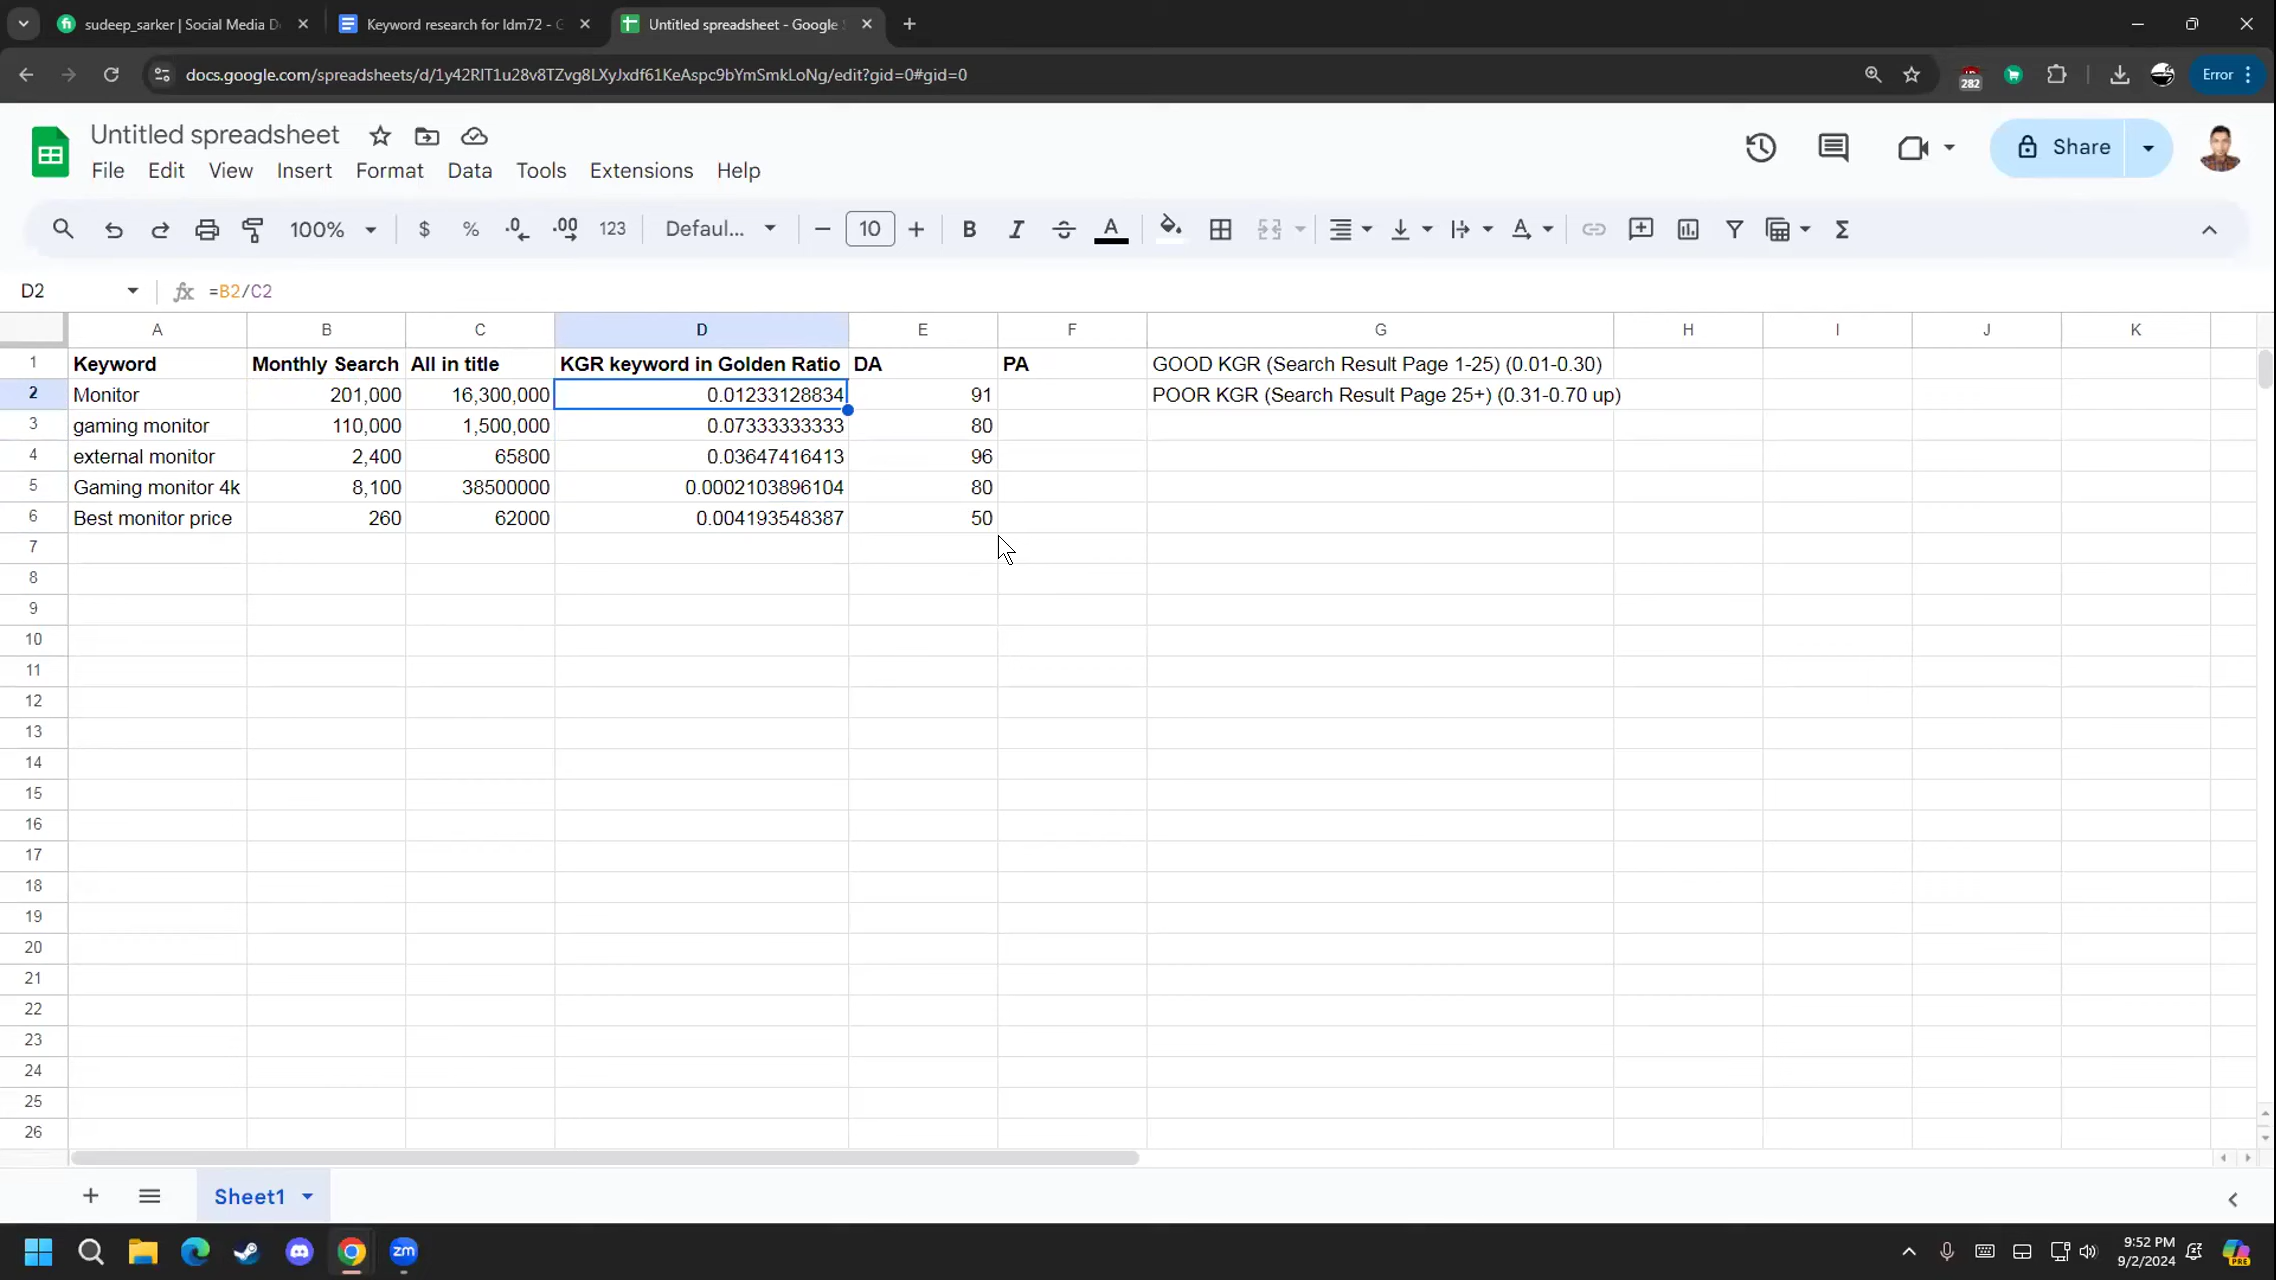 sudeep_sarker | Social Media D
Keyword research for ldm72 - G
Untitled spreadsheet - Google S
docs.google.com/spreadsheets/d/1y42RlT1u28v8TZvg8LXyJxdf61KeAspc9bYmSmkLoNg/edit?gid=0#gid=0
282
Error
Untitled spreadsheet
File Edit View Insert Format Data Tools Extensions Help
Share
100% $ % .0 .00 123 Defaul... 10 B I A
D2 fx =B2/C2
A B C D E F G H I J K
1 Keyword Monthly Search All in title KGR keyword in Golden Ratio DA PA GOOD KGR (Search Result Page 1-25) (0.01-0.30)
2 Monitor 201,000 16,300,000 0.01233128834 91 POOR KGR (Search Result Page 25+) (0.31-0.70 up)
3 gaming monitor 110,000 1,500,000 0.07333333333 80
4 external monitor 2,400 65800 0.03647416413 96
5 Gaming monitor 4k 8,100 38500000 0.0002103896104 80
6 Best monitor price 260 62000 0.004193548387 50
7
8
9
10
11
12
13
14
15
16
17
18
19
20
21
22
23
24
25
26
Sheet1
zm
9:52 PM
9/2/2024
PRE